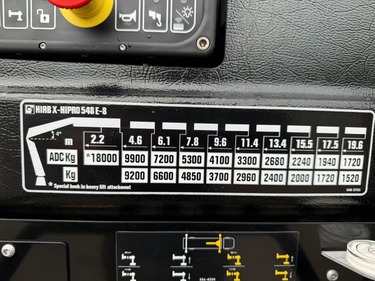 HIAB X-HIPRO 548 E-8
4°
m 2.2 4.6 6.1 7.8 9.6 11.4 13.4 15.5 17.5 19.6
ADC Kg *18000 9900 7200 5300 4100 3300 2680 2240 1940 1720
Kg 9200 6600 4850 3700 2960 2400 2000 1720 1520
* Special hook in heavy lift attachment